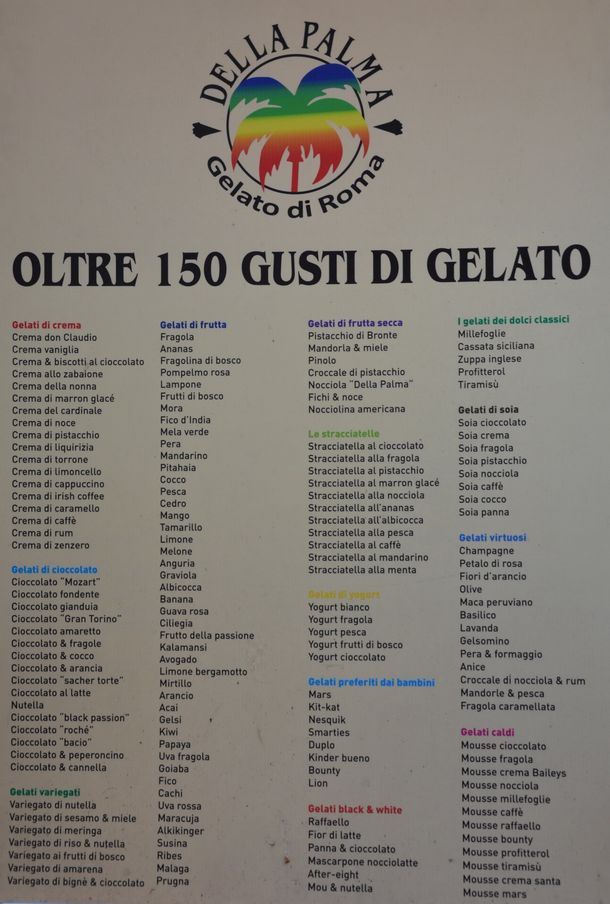 DELLA PALMA
Gelato di Roma
OLTRE 150 GUSTI DI GELATO
Gelati di crema
Crema don Claudio
Crema vaniglia
Crema & biscotti al cioccolato
Crema allo zabaione
Crema della nonna
Crema di marron glacé
Crema del cardinale
Crema di noce
Crema di pistacchio
Crema di liquirizia
Crema di torrone
Crema di limoncello
Crema di cappuccino
Crema di irish coffee
Crema di caramello
Crema di caffè
Crema di rum
Crema di zenzero
Gelati di cioccolato
Cioccolato "Mozart"
Cioccolato fondente
Cioccolato gianduia
Cioccolato "Gran Torino"
Cioccolato amaretto
Cioccolato & fragole
Cioccolato & cocco
Cioccolato & arancia
Cioccolato "sacher torte"
Cioccolato al latte
Nutella
Cioccolato "black passion"
Cioccolato "roché"
Cioccolato "bacio"
Cioccolato & peperoncino
Cioccolato & cannella
Gelati variegati
Variegato di nutella
Variegato di sesamo & miele
Variegato di meringa
Variegato di riso & nutella
Variegato ai frutti di bosco
Variegato di amarena
Variegato di bignè & cioccolato
Gelati di frutta
Fragola
Ananas
Fragolina di bosco
Pompelmo rosa
Lampone
Frutti di bosco
Mora
Fico d'India
Mela verde
Pera
Mandarino
Pitahaia
Cocco
Pesca
Cedro
Mango
Tamarillo
Limone
Melone
Anguria
Graviola
Albicocca
Banana
Guava rosa
Ciliegia
Frutto della passione
Kalamansi
Avogado
Limone bergamotto
Mirtillo
Arancio
Acai
Gelsi
Kiwi
Papaya
Uva fragola
Goiaba
Fico
Cachi
Uva rossa
Maracuja
Alkikinger
Susina
Ribes
Malaga
Prugna
Gelati di frutta secca
Pistacchio di Bronte
Mandorla & miele
Pinolo
Croccale di pistacchio
Nocciola "Della Palma"
Fichi & noce
Nocciolina americana
Le stracciatelle
Stracciatella al cioccolato
Stracciatella alla fragola
Stracciatella al pistacchio
Stracciatella al marron glacé
Stracciatella alla nocciola
Stracciatella all'ananas
Stracciatella all'albicocca
Stracciatella alla pesca
Stracciatella al caffè
Stracciatella al mandarino
Stracciatella alla menta
Gelati di yogurt
Yogurt bianco
Yogurt fragola
Yogurt pesca
Yogurt frutti di bosco
Yogurt cioccolato
Gelati preferiti dai bambini
Mars
Kit-kat
Nesquik
Smarties
Duplo
Kinder bueno
Bounty
Lion
Gelati black & white
Raffaello
Fior di latte
Panna & cioccolato
Mascarpone nocciolatte
After-eight
Mou & nutella
I gelati dei dolci classici
Millefoglie
Cassata siciliana
Zuppa inglese
Profitterol
Tiramisù
Gelati di soia
Soia cioccolato
Soia crema
Soia fragola
Soia pistacchio
Soia nocciola
Soia caffè
Soia cocco
Soia panna
Gelati virtuosi
Champagne
Petalo di rosa
Fiori d'arancio
Olive
Maca peruviano
Basilico
Lavanda
Gelsomino
Pera & formaggio
Anice
Croccale di nocciola & rum
Mandorle & pesca
Fragola caramellata
Gelati caldi
Mousse cioccolato
Mousse fragola
Mousse crema Baileys
Mousse nocciola
Mousse millefoglie
Mousse caffè
Mousse raffaello
Mousse bounty
Mousse profitterol
Mousse tiramisù
Mousse crema santa
Mousse mars